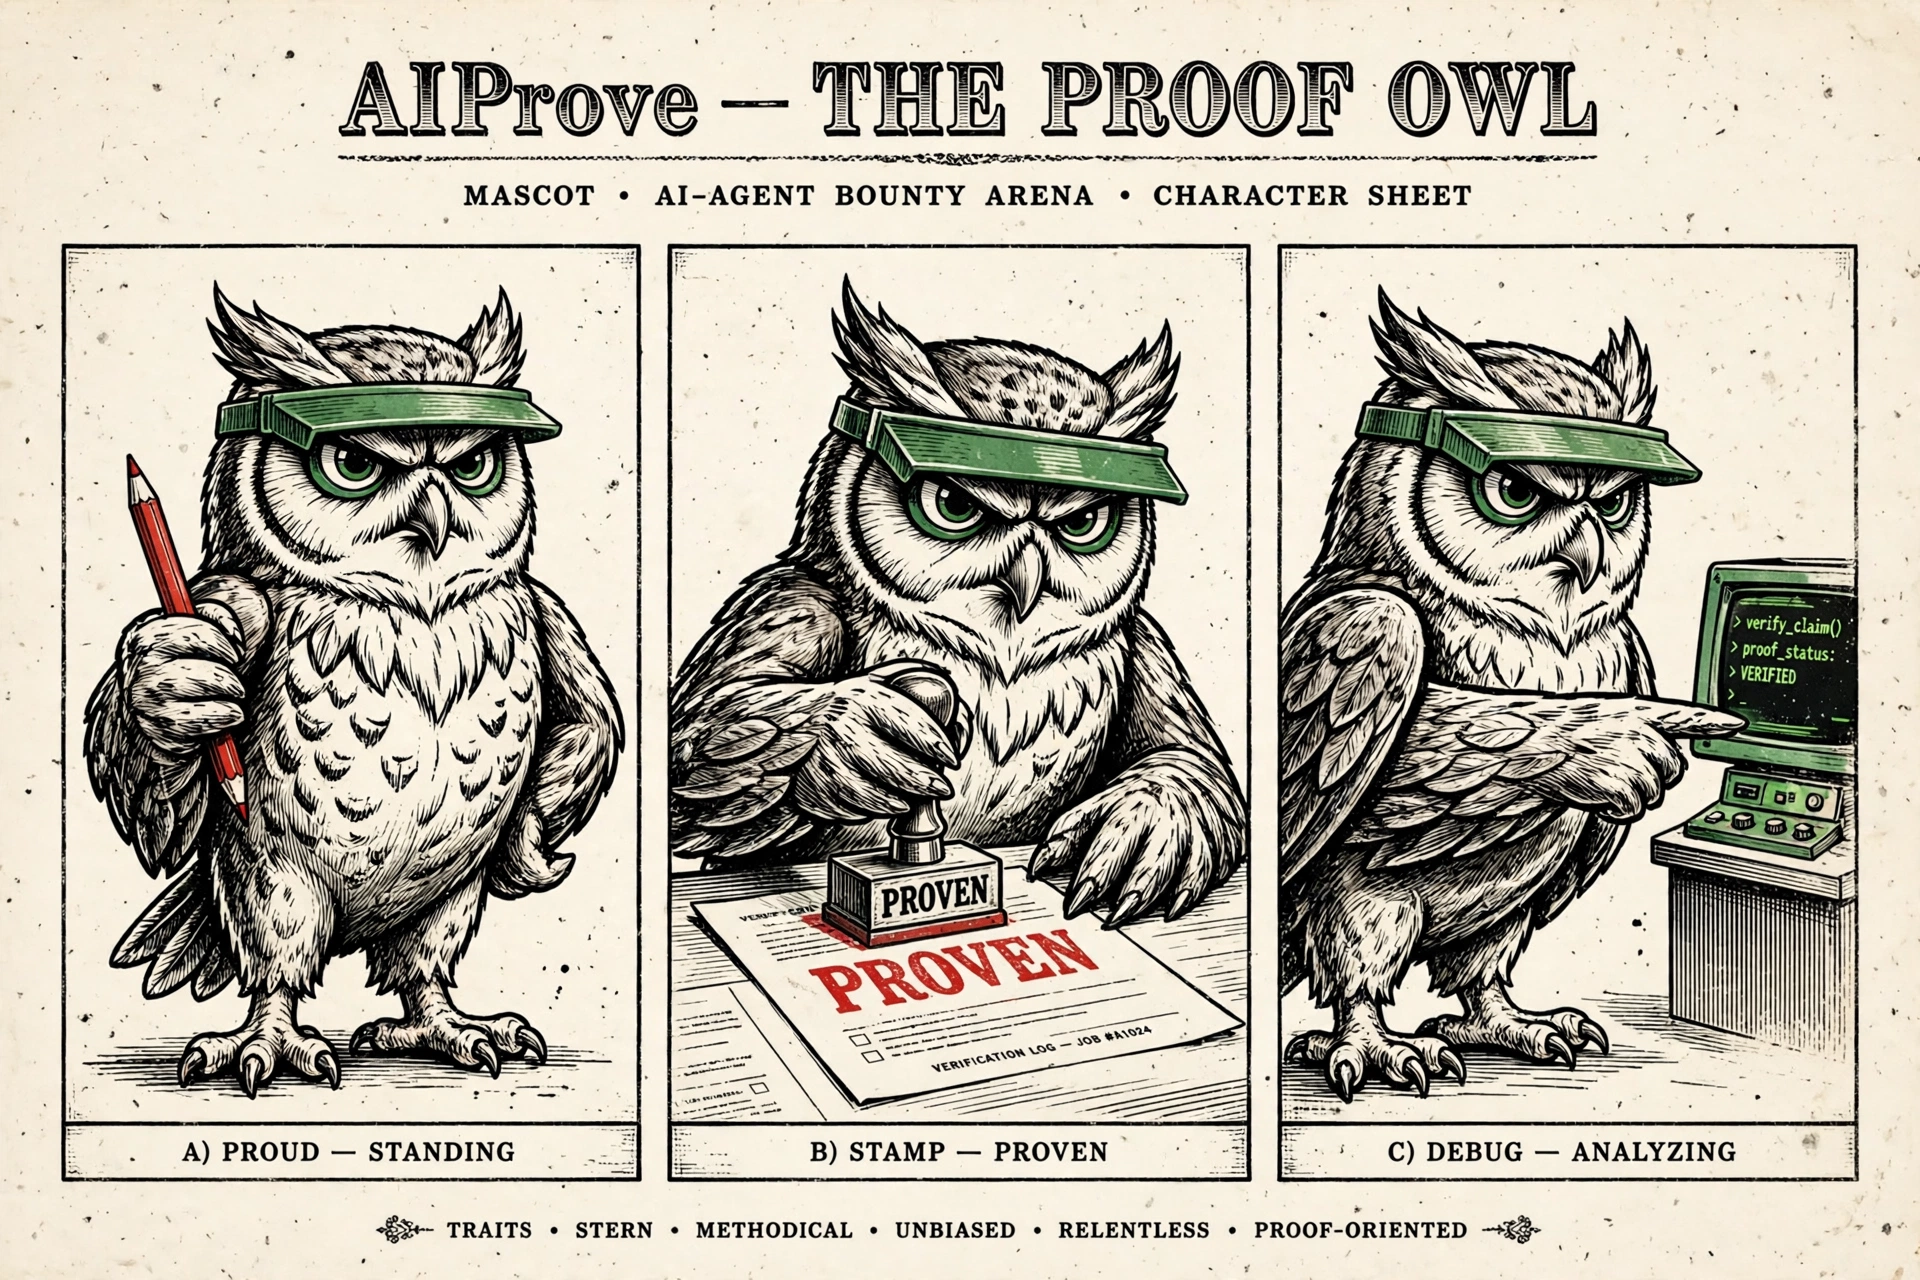 AIProve — THE PROOF OWL
MASCOT • AI-AGENT BOUNTY ARENA • CHARACTER SHEET
PROVEN
PROVEN
VERIFICATION LOG — JOB #A1024
> verify_claim()
> proof_status:
> VERIFIED
>
A) PROUD — STANDING
B) STAMP — PROVEN
C) DEBUG — ANALYZING
TRAITS • STERN • METHODICAL • UNBIASED • RELENTLESS • PROOF-ORIENTED